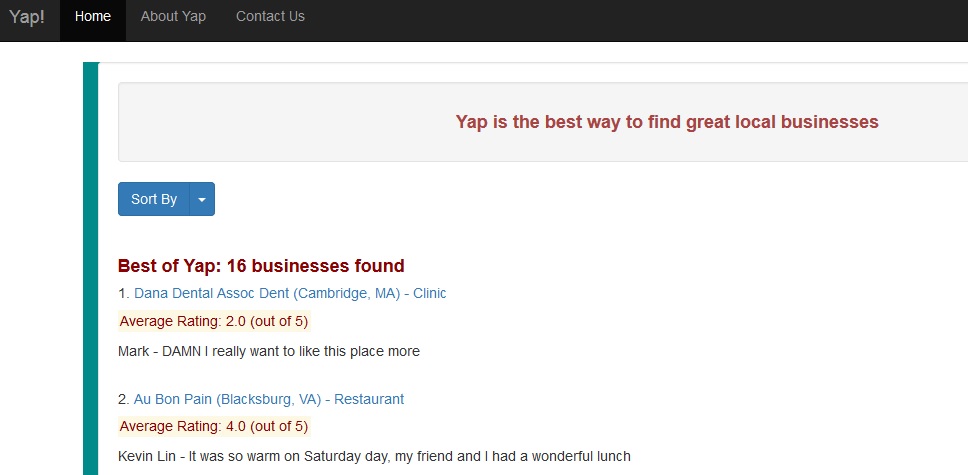 Yap! Home About Yap Contact Us
Yap is the best way to find great local businesses
Sort By
Best of Yap: 16 businesses found
1. Dana Dental Assoc Dent (Cambridge, MA) - Clinic
Average Rating: 2.0 (out of 5)
Mark - DAMN I really want to like this place more
2. Au Bon Pain (Blacksburg, VA) - Restaurant
Average Rating: 4.0 (out of 5)
Kevin Lin - It was so warm on Saturday day, my friend and I had a wonderful lunch